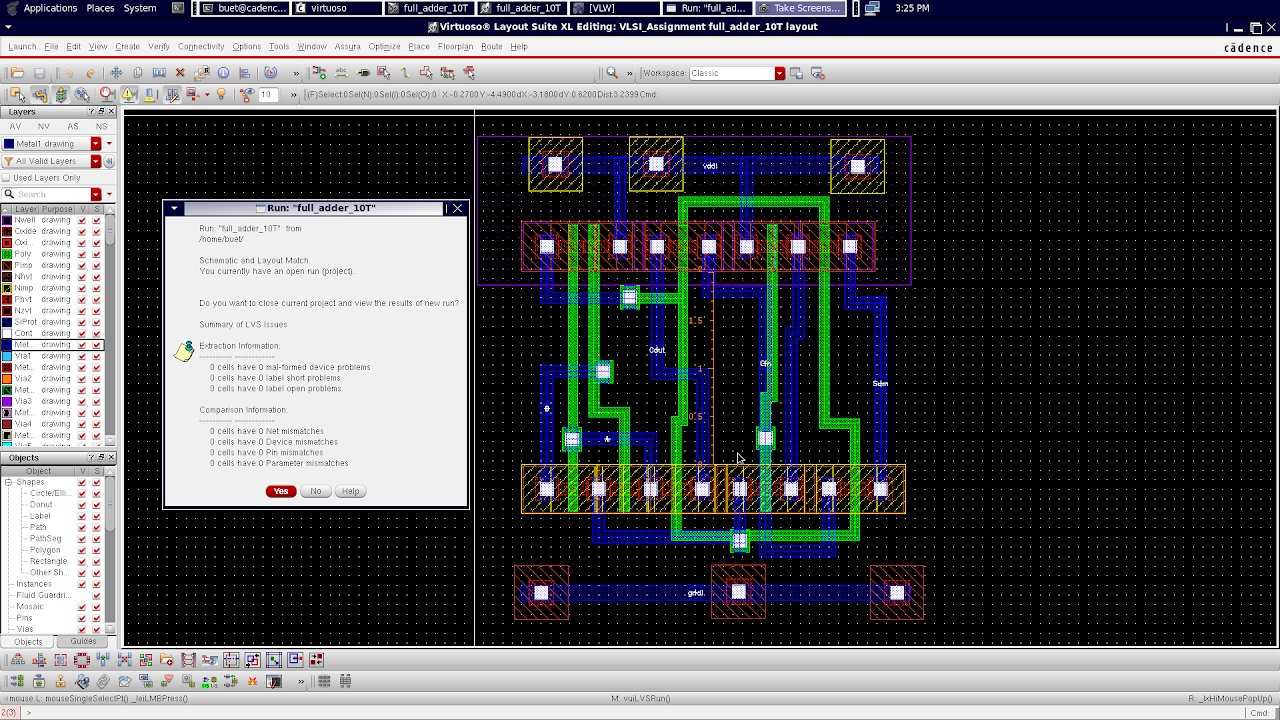 Applications Places System buet@cadenc... virtuoso full_adder_10T full_adder_10T [VLW] Run: "full_ad... Take Screens... 3:25 PM
Virtuoso® Layout Suite XL Editing: VLSI_Assignment full_adder_10T layout
Launch File Edit View Create Verify Connectivity Options Tools Window Assura Optimize Place Floorplan Route Help
cādence
» » Workspace: Classic
10 » (F)Select:0 Sel(N):0 Sel(I):0 Sel(O):0 X:-0.2700 Y:-4.4900 dX:-3.1800 dY:0.6200 Dist:3.2399 Cmd:
Layers
AV NV AS NS
Metal1 drawing
All Valid Layers
Used Layers Only
Search
Layer Purpose V S
Nwell drawing
Oxide drawing
Oxi... drawing
Poly drawing
Pimp drawing
Nhvt drawing
Nimp drawing
Phvt drawing
Nzvt drawing
SiProt drawing
Cont drawing
Met... drawing
Via1 drawing
Met... drawing
Via2 drawing
Met... drawing
Via3 drawing
Met... drawing
Via4 drawing
Met... drawing
Objects
Object V S
Shapes
Circle/Elli...
Donut
Label
Path
PathSeg
Polygon
Rectangle
Other Sh...
Instances
Fluid Guardri...
Mosaic
Pins
Vias
Objects Guides
Run: "full_adder_10T"
Run: "full_adder_10T" from
/home/buet/
Schematic and Layout Match.
You currently have an open run (project).
Do you want to close current project and view the results of new run?
Summary of LVS Issues
Extraction Information:
0 cells have 0 mal-formed device problems
0 cells have 0 label short problems
0 cells have 0 label open problems
Comparison Information:
0 cells have 0 Net mismatches
0 cells have 0 Device mismatches
0 cells have 0 Pin mismatches
0 cells have 0 Parameter mismatches
Yes No Help
1.5
Cout
Cin
1
Sum
0.5
A
mouse L: mouseSingleSelectPt() _leiLMBPress() M: vuiLVSRun() R: _lxHiMousePopUp()
2(3) > Cmd: